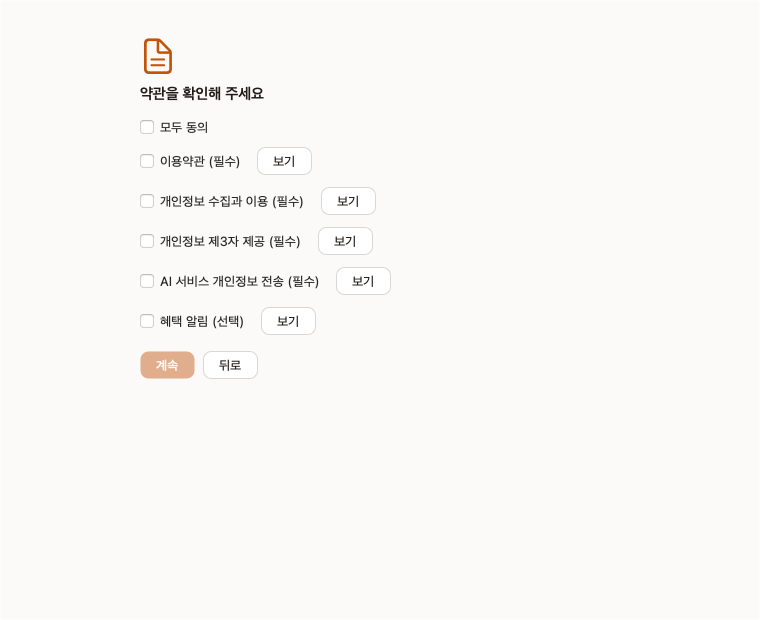 약관을 확인해 주세요
모두 동의
이용약관 (필수) 보기
개인정보 수집과 이용 (필수) 보기
개인정보 제3자 제공 (필수) 보기
AI 서비스 개인정보 전송 (필수) 보기
혜택 알림 (선택) 보기
계속 뒤로